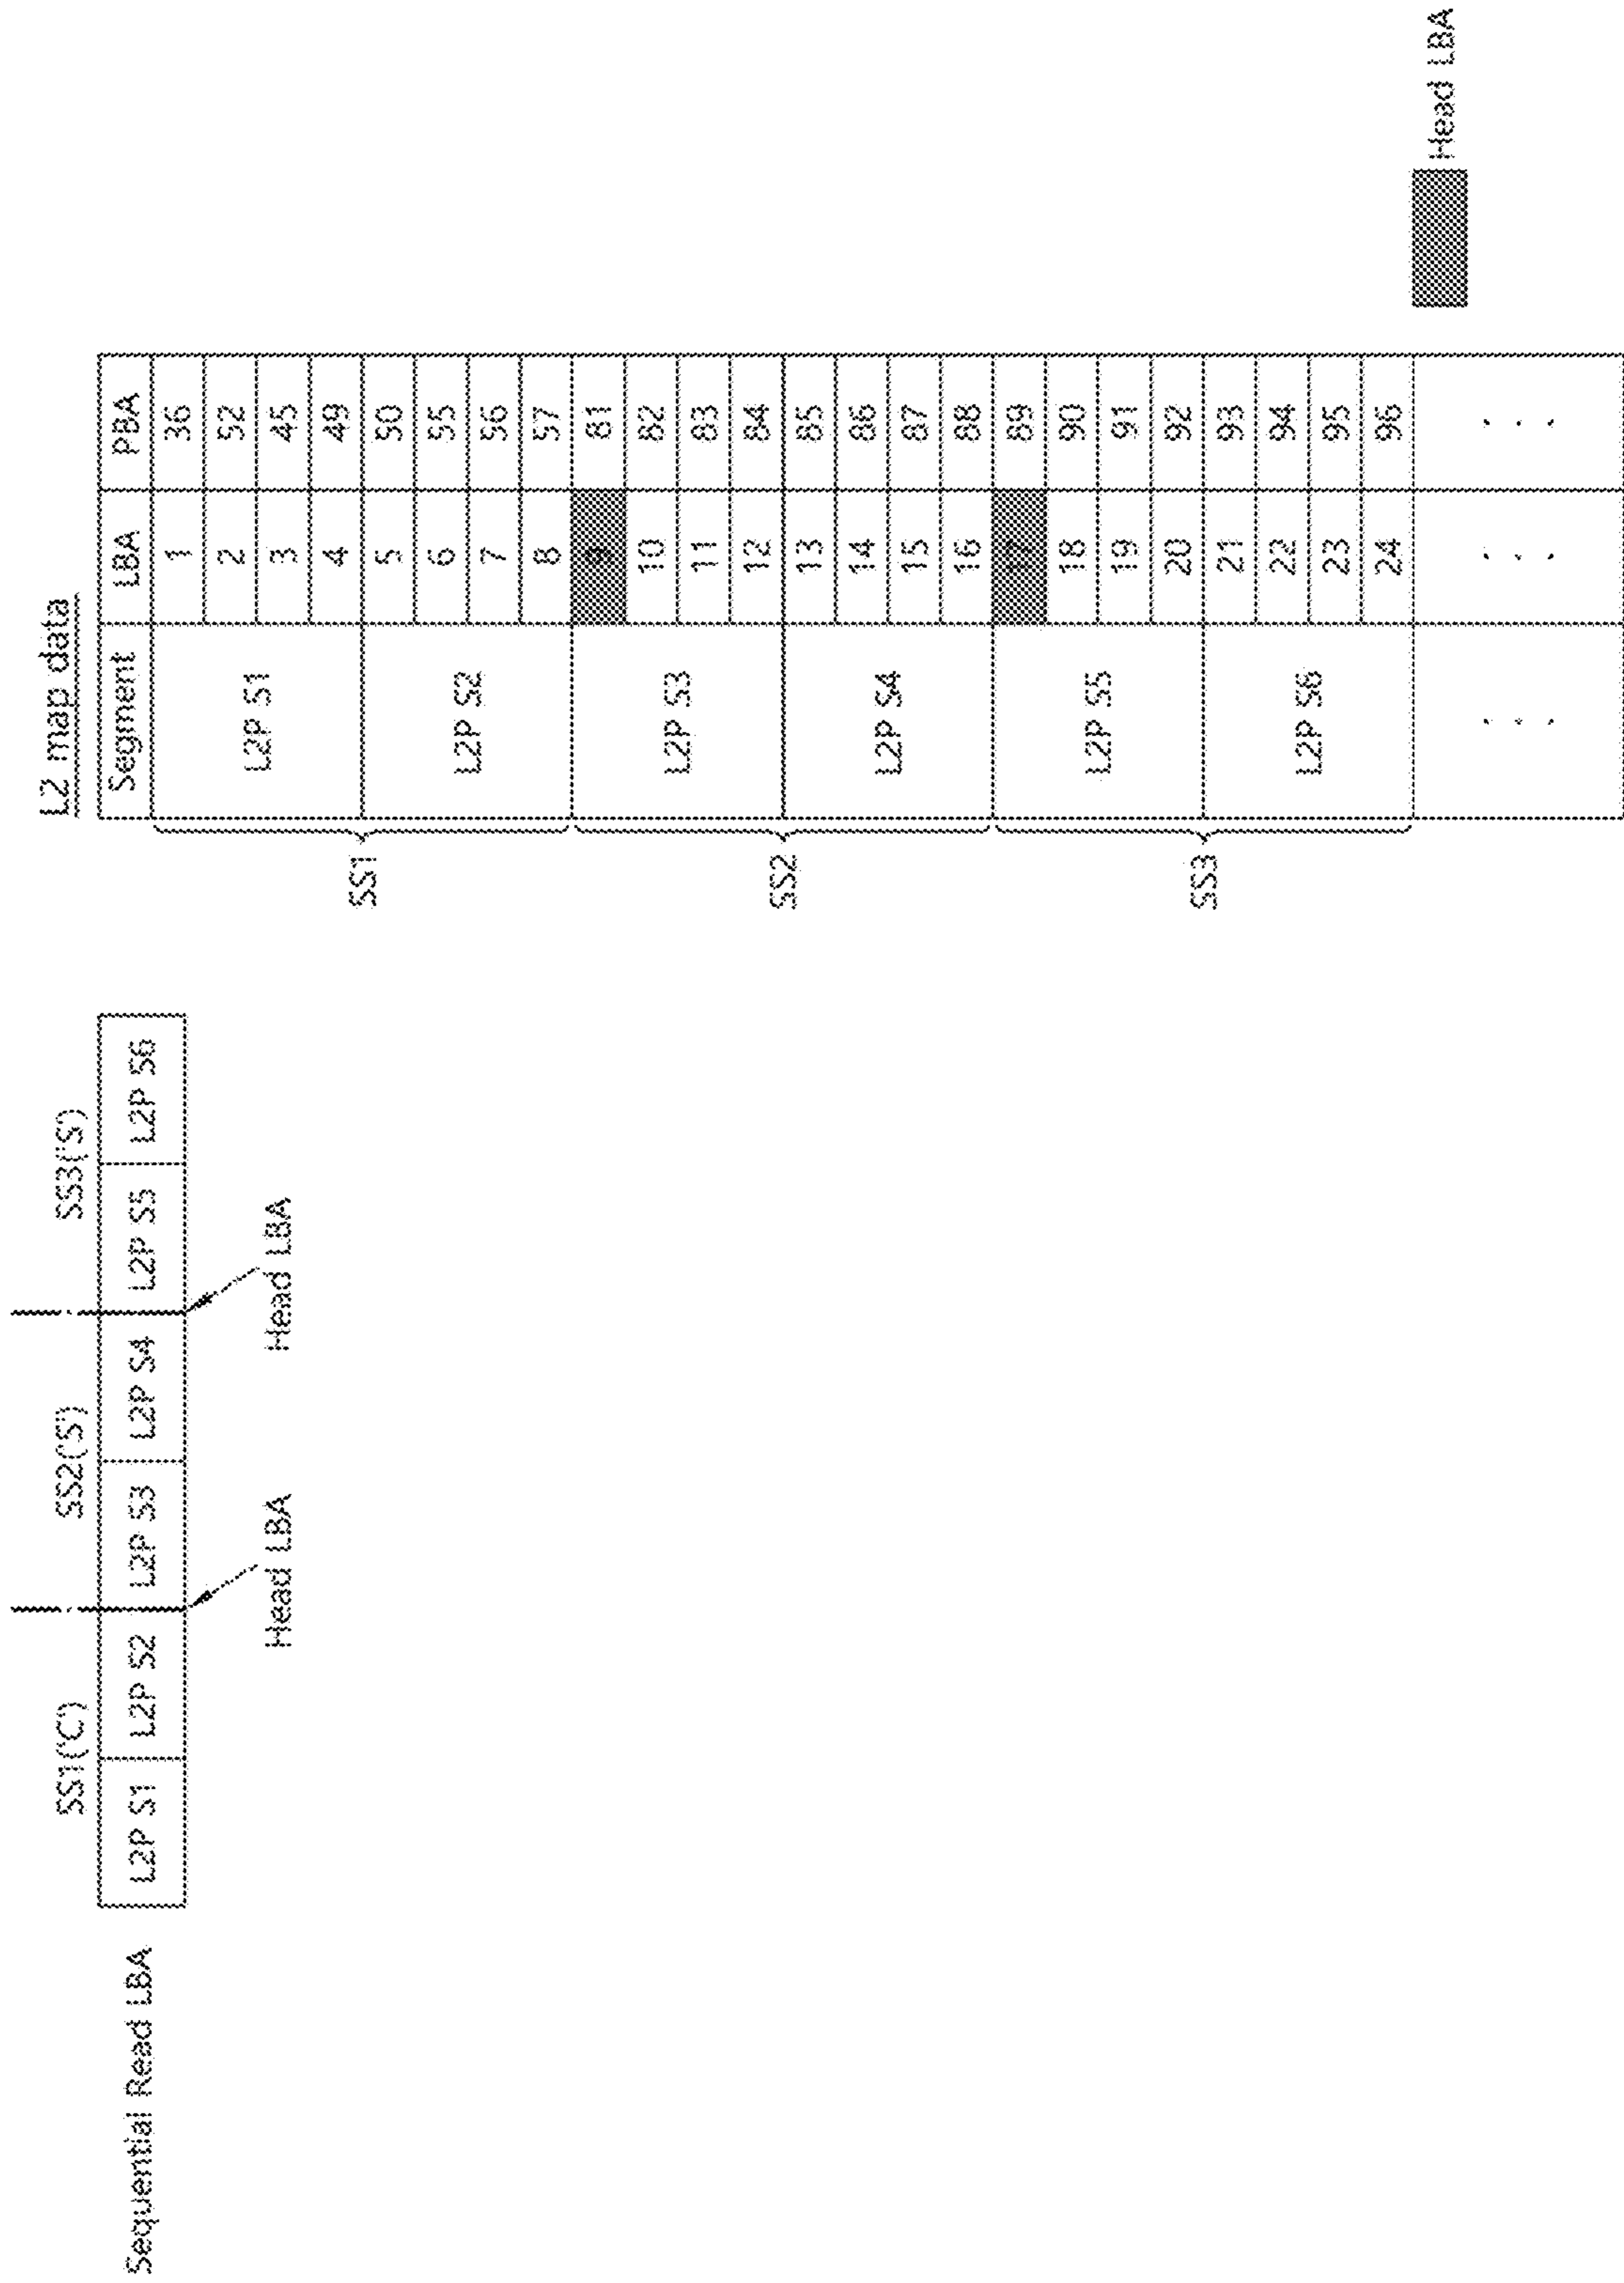 SS1('C') SS2('S') SS3('S')
Sequential Read LBA L2P S1 L2P S2 L2P S3 L2P S4 L2P S5 L2P S6
Head LBA Head LBA
L2 map data
Segment LBA PBA
SS1 L2P S1 1 36
2 52
3 45
4 49
L2P S2 5 50
6 55
7 56
8 57
SS2 L2P S3 9 81
10 82
11 83
12 84
L2P S4 13 85
14 86
15 87
16 88
SS3 L2P S5 17 89
18 90
19 91
20 92
L2P S6 21 93
22 94
23 95
24 96
Head LBA